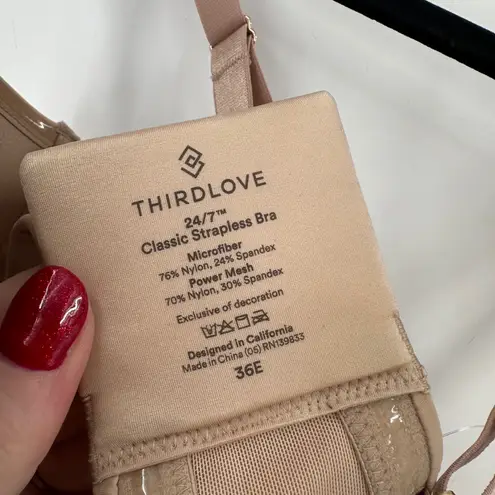 THIRDLOVE
24/7™
Classic Strapless Bra
Microfiber
76% Nylon, 24% Spandex
Power Mesh
70% Nylon, 30% Spandex
Exclusive of decoration
Designed in California
Made in China (05) RN139833
36E